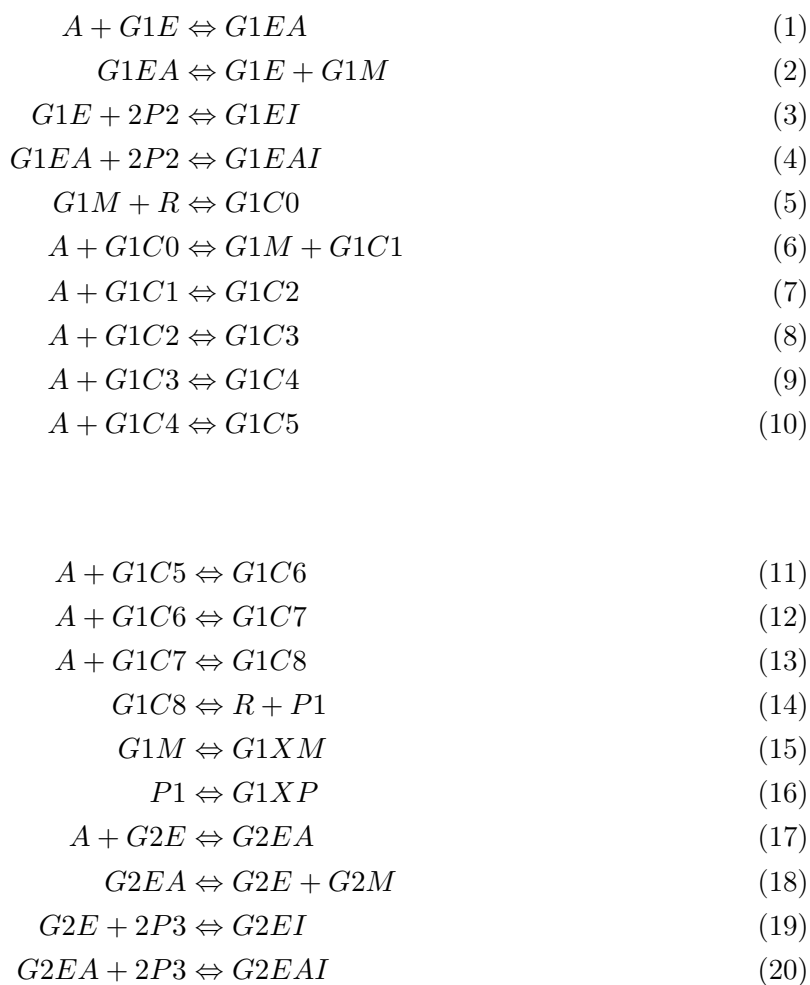 A + G1E ⇔ G1EA (1)
G1EA ⇔ G1E + G1M (2)
G1E + 2P2 ⇔ G1EI (3)
G1EA + 2P2 ⇔ G1EAI (4)
G1M + R ⇔ G1C0 (5)
A + G1C0 ⇔ G1M + G1C1 (6)
A + G1C1 ⇔ G1C2 (7)
A + G1C2 ⇔ G1C3 (8)
A + G1C3 ⇔ G1C4 (9)
A + G1C4 ⇔ G1C5 (10)
A + G1C5 ⇔ G1C6 (11)
A + G1C6 ⇔ G1C7 (12)
A + G1C7 ⇔ G1C8 (13)
G1C8 ⇔ R + P1 (14)
G1M ⇔ G1XM (15)
P1 ⇔ G1XP (16)
A + G2E ⇔ G2EA (17)
G2EA ⇔ G2E + G2M (18)
G2E + 2P3 ⇔ G2EI (19)
G2EA + 2P3 ⇔ G2EAI (20)